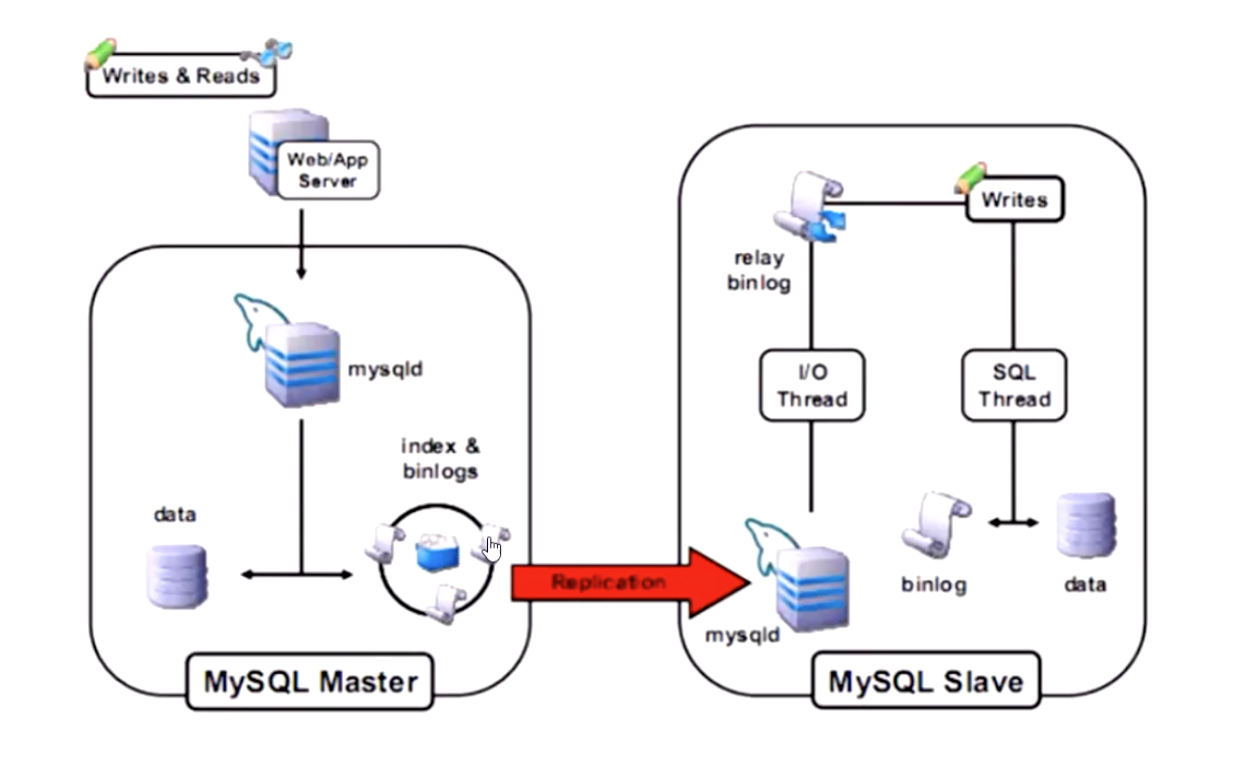 Writes & Reads
Web/App
Server
mysqld
index &
binlogs
data
MySQL Master
Replication
relay
binlog
Writes
I/O
Thread
SQL
Thread
mysqld
binlog
data
MySQL Slave